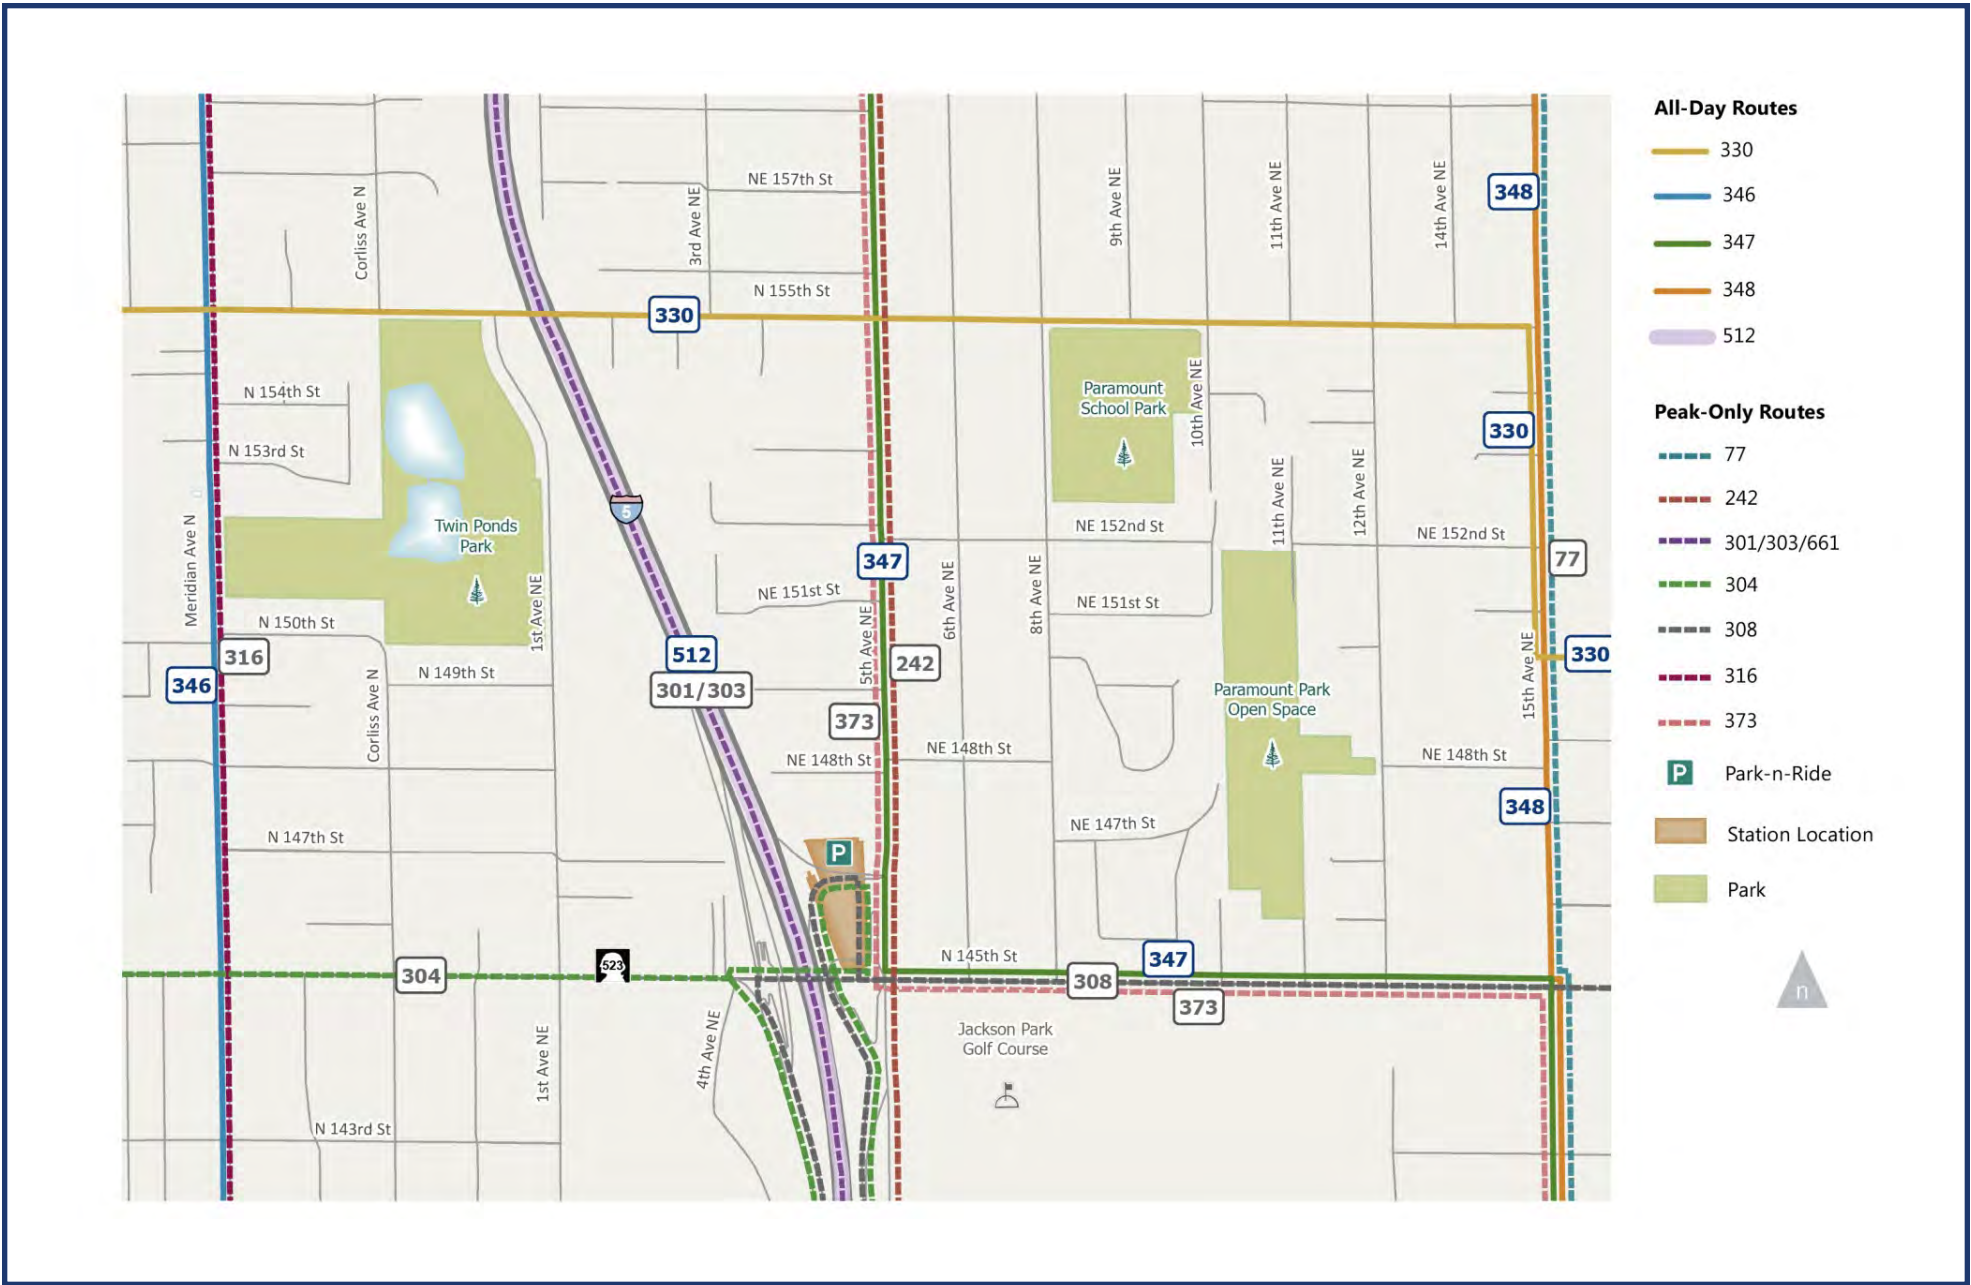 All-Day Routes
330
346
347
348
512
Peak-Only Routes
77
242
301/303/661
304
308
316
373
P Park-n-Ride
Station Location
Park
n
NE 157th St
Corliss Ave N
3rd Ave NE
9th Ave NE
11th Ave NE
14th Ave NE
348
N 155th St
330
N 154th St
N 153rd St
Paramount
School Park
10th Ave NE
330
5
Twin Ponds
Park
Meridian Ave N
1st Ave NE
NE 152nd St
11th Ave NE
12th Ave NE
NE 152nd St
77
347
NE 151st St
5th Ave NE
6th Ave NE
8th Ave NE
NE 151st St
N 150th St
316
346
N 149th St
Corliss Ave N
512
301/303
242
373
Paramount Park
Open Space
15th Ave NE
330
NE 148th St
NE 148th St
NE 148th St
348
N 147th St
P
NE 147th St
304
523
N 145th St
347
308
373
Jackson Park
Golf Course
1st Ave NE
4th Ave NE
N 143rd St